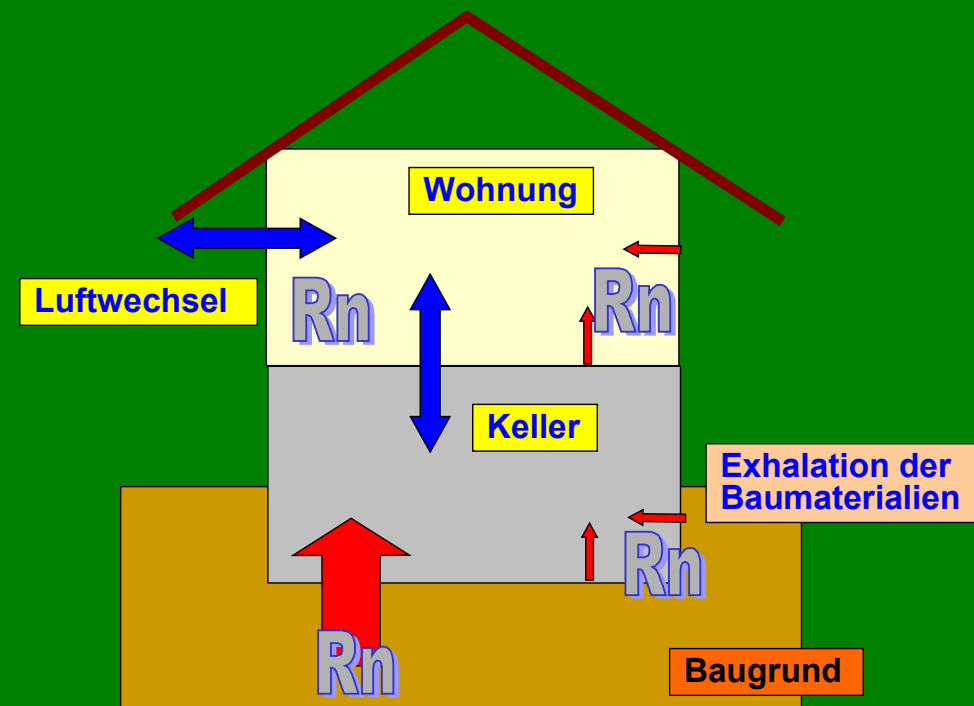 Wohnung
Luftwechsel
Rn
Rn
Keller
Exhalation der
Baumaterialien
Rn
Rn
Baugrund